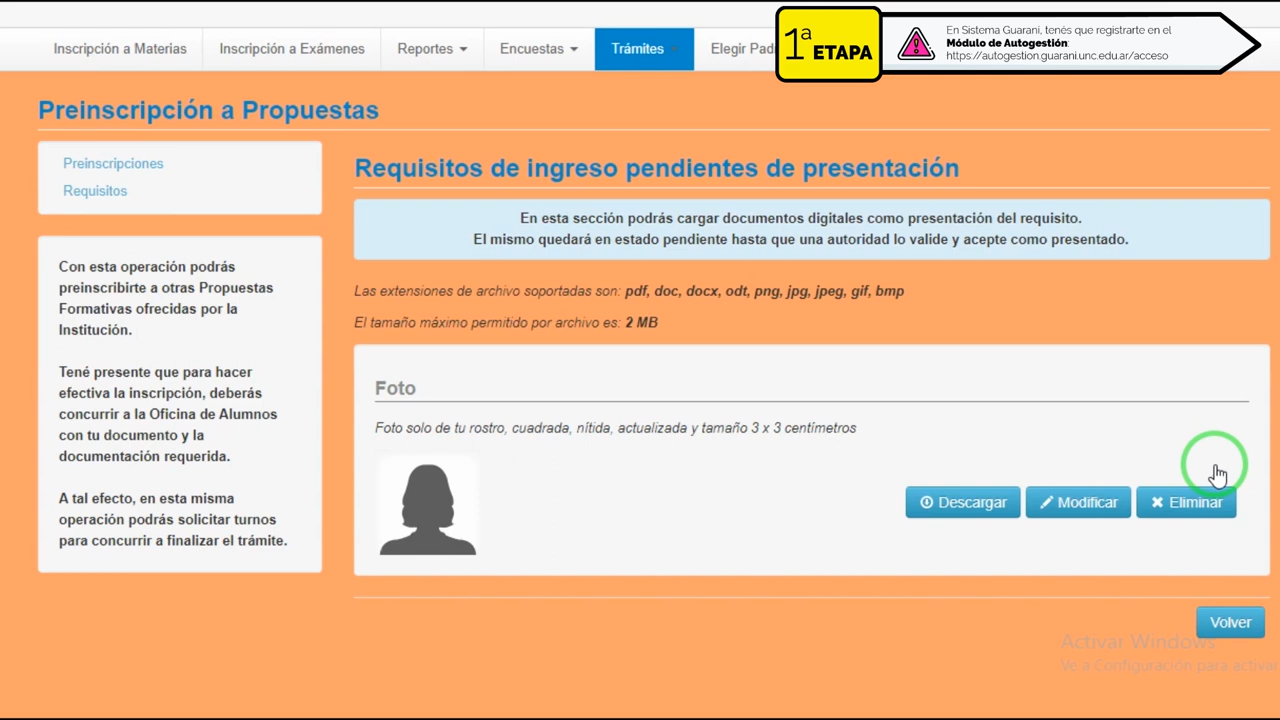 1ª
ETAPA
En Sistema Guaraní, tenés que registrarte en el
Módulo de Autogestión:
https://autogestion.guarani.unc.edu.ar/acceso
Inscripción a Materias
Inscripción a Exámenes
Reportes
Encuestas
Trámites
Elegir Pad
Preinscripción a Propuestas
Preinscripciones
Requisitos
Con esta operación podrás
preinscribirte a otras Propuestas
Formativas ofrecidas por la
Institución.
Tené presente que para hacer
efectiva la inscripción, deberás
concurrir a la Oficina de Alumnos
con tu documento y la
documentación requerida.
A tal efecto, en esta misma
operación podrás solicitar turnos
para concurrir a finalizar el trámite.
Requisitos de ingreso pendientes de presentación
En esta sección podrás cargar documentos digitales como presentación del requisito.
El mismo quedará en estado pendiente hasta que una autoridad lo valide y acepte como presentado.
Las extensiones de archivo soportadas son: pdf, doc, docx, odt, png, jpg, jpeg, gif, bmp
El tamaño máximo permitido por archivo es: 2 MB
Foto
Foto solo de tu rostro, cuadrada, nítida, actualizada y tamaño 3 x 3 centímetros
Descargar
Modificar
Eliminar
Volver
Activar Windows
Ve a Configuración para activar